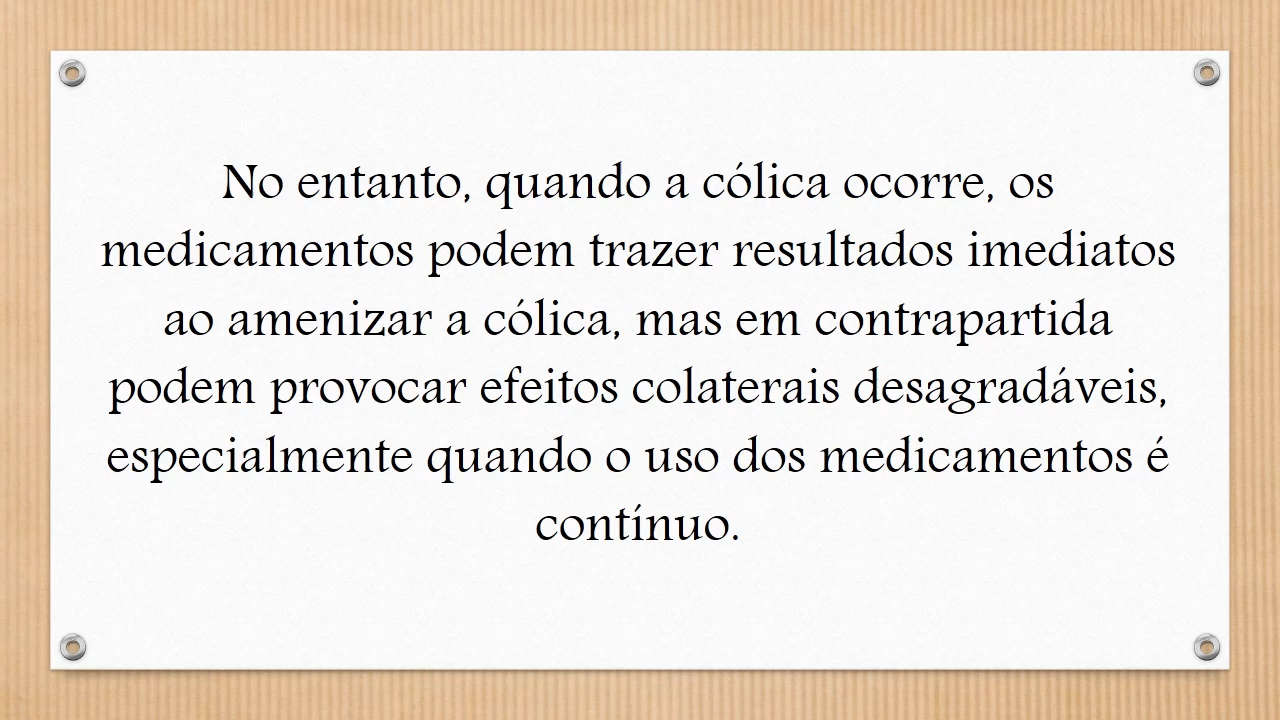 No entanto, quando a cólica ocorre, os
medicamentos podem trazer resultados imediatos
ao amenizar a cólica, mas em contrapartida
podem provocar efeitos colaterais desagradáveis,
especialmente quando o uso dos medicamentos é
contínuo.